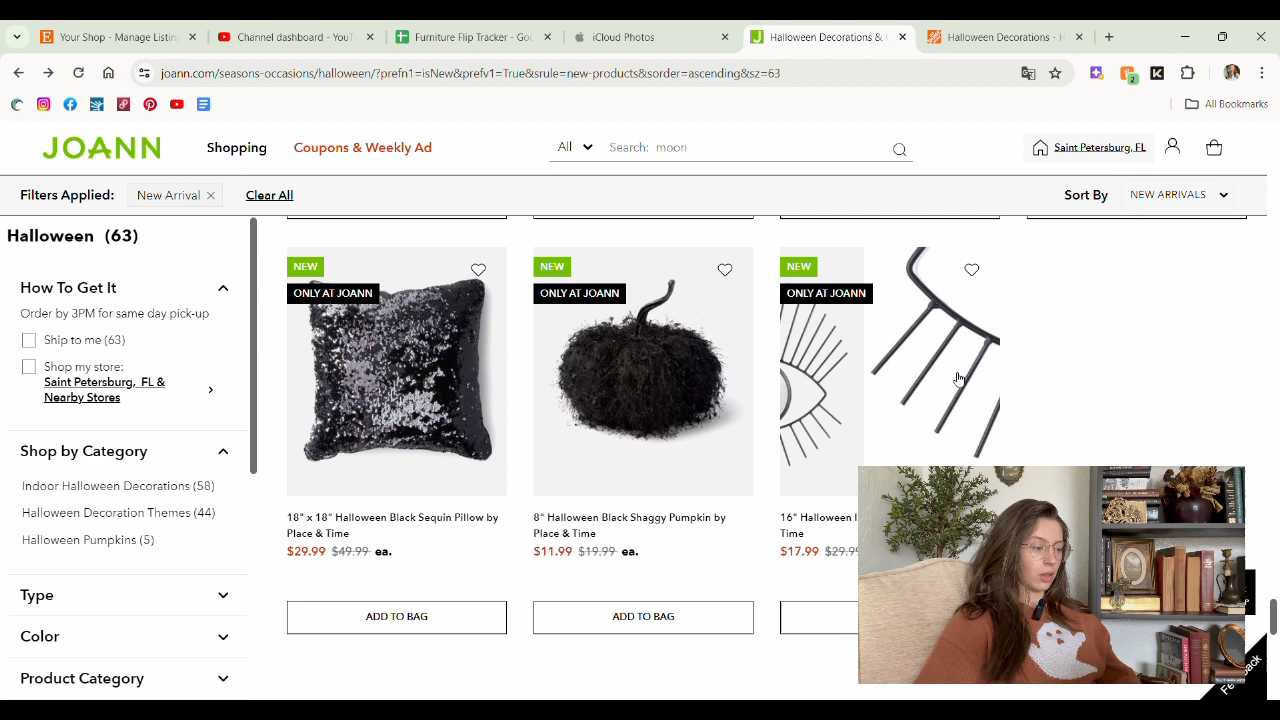 Your Shop - Manage Listin
Channel dashboard - YouT
Furniture Flip Tracker - Goo
iCloud Photos
Halloween Decorations & C
Halloween Decorations - H
joann.com/seasons-occasions/halloween/?prefn1=isNew&prefv1=True&srule=new-products&sorder=ascending&sz=63
2
All Bookmarks
JOANN
Shopping
Coupons & Weekly Ad
All
Search: moon
Saint Petersburg, FL
Filters Applied:
New Arrival
Clear All
Sort By
NEW ARRIVALS
Halloween (63)
How To Get It
Order by 3PM for same day pick-up
Ship to me (63)
Shop my store:
Saint Petersburg, FL &
Nearby Stores
Shop by Category
Indoor Halloween Decorations (58)
Halloween Decoration Themes (44)
Halloween Pumpkins (5)
Type
Color
Product Category
NEW
ONLY AT JOANN
18" x 18" Halloween Black Sequin Pillow by
Place & Time
$29.99 $49.99 ea.
ADD TO BAG
NEW
ONLY AT JOANN
8" Halloween Black Shaggy Pumpkin by
Place & Time
$11.99 $19.99 ea.
ADD TO BAG
NEW
ONLY AT JOANN
16" Halloween
Time
$17.99 $29.99